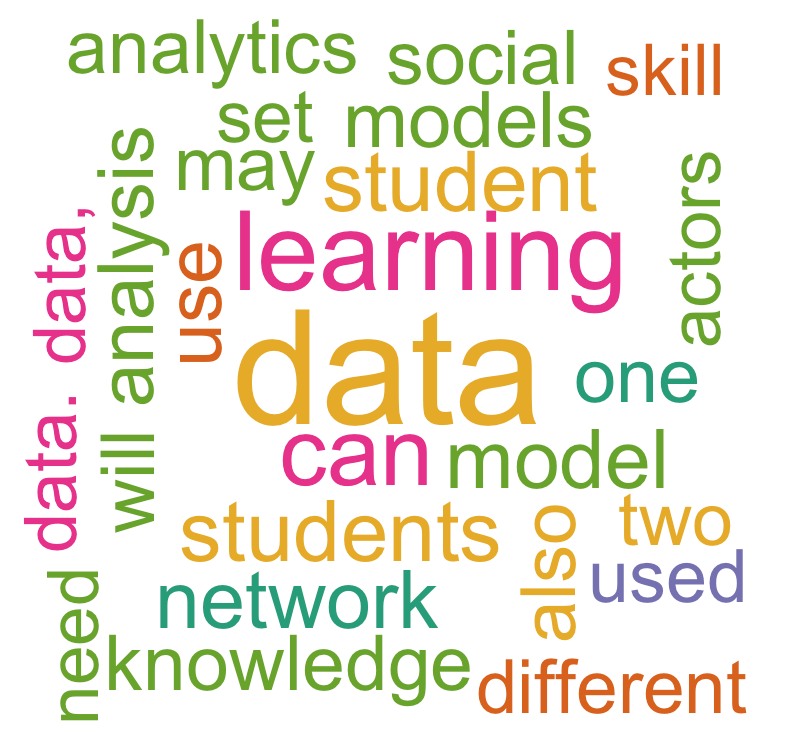 analytics
social
skill
set
models
may
student
analysis
actors
data,
use
learning
data
one
data.
will
can
model
students
also
two
used
need
network
knowledge
different